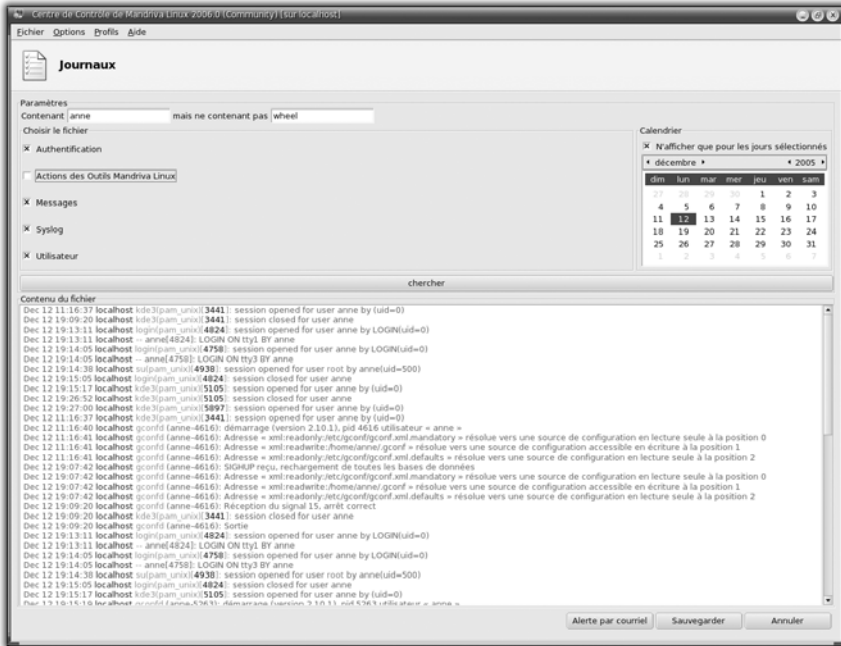 Centre de Contrôle de Mandriva Linux 2006.0 (Community) [sur localhost]
Fichier Options Profils Aide
Journaux
Paramètres
Contenant anne mais ne contenant pas wheel
Choisir le fichier
Authentification
Actions des Outils Mandriva Linux
Messages
Syslog
Utilisateur
Calendrier
N'afficher que pour les jours sélectionnés
décembre 2005
dim lun mar mer jeu ven sam
27 28 29 30 1 2 3
4 5 6 7 8 9 10
11 12 13 14 15 16 17
18 19 20 21 22 23 24
25 26 27 28 29 30 31
1 2 3 4 5 6 7
chercher
Contenu du fichier
Dec 12 11:16:37 localhost kde3(pam_unix)[3441]: session opened for user anne by (uid=0)
Dec 12 19:09:20 localhost kde3(pam_unix)[3441]: session closed for user anne
Dec 12 19:13:11 localhost login(pam_unix)[4824]: session opened for user anne by LOGIN(uid=0)
Dec 12 19:13:11 localhost -- anne[4824]: LOGIN ON tty1 BY anne
Dec 12 19:14:05 localhost login(pam_unix)[4758]: session opened for user anne by LOGIN(uid=0)
Dec 12 19:14:05 localhost -- anne[4758]: LOGIN ON tty3 BY anne
Dec 12 19:14:38 localhost su(pam_unix)[4938]: session opened for user root by anne(uid=500)
Dec 12 19:15:05 localhost login(pam_unix)[4824]: session closed for user anne
Dec 12 19:15:17 localhost kde3(pam_unix)[5105]: session opened for user anne by (uid=0)
Dec 12 19:26:52 localhost kde3(pam_unix)[5105]: session closed for user anne
Dec 12 19:27:00 localhost kde3(pam_unix)[5897]: session opened for user anne by (uid=0)
Dec 12 11:16:37 localhost kde3(pam_unix)[3441]: session opened for user anne by (uid=0)
Dec 12 11:16:40 localhost gconfd (anne-4616): démarrage (version 2.10.1), pid 4616 utilisateur « anne »
Dec 12 11:16:41 localhost gconfd (anne-4616): Adresse « xml:readonly:/etc/gconf/gconf.xml.mandatory » résolue vers une source de configuration en lecture seule à la position 0
Dec 12 11:16:41 localhost gconfd (anne-4616): Adresse « xml:readwrite:/home/anne/.gconf » résolue vers une source de configuration accessible en écriture à la position 1
Dec 12 11:16:41 localhost gconfd (anne-4616): Adresse « xml:readonly:/etc/gconf/gconf.xml.defaults » résolue vers une source de configuration en lecture seule à la position 2
Dec 12 19:07:42 localhost gconfd (anne-4616): SIGHUP reçu, rechargement de toutes les bases de données
Dec 12 19:07:42 localhost gconfd (anne-4616): Adresse « xml:readonly:/etc/gconf/gconf.xml.mandatory » résolue vers une source de configuration en lecture seule à la position 0
Dec 12 19:07:42 localhost gconfd (anne-4616): Adresse « xml:readwrite:/home/anne/.gconf » résolue vers une source de configuration accessible en écriture à la position 1
Dec 12 19:07:42 localhost gconfd (anne-4616): Adresse « xml:readonly:/etc/gconf/gconf.xml.defaults » résolue vers une source de configuration en lecture seule à la position 2
Dec 12 19:09:20 localhost gconfd (anne-4616): Réception du signal 15, arrêt correct
Dec 12 19:09:20 localhost kde3(pam_unix)[3441]: session closed for user anne
Dec 12 19:09:20 localhost gconfd (anne-4616): Sortie
Dec 12 19:13:11 localhost login(pam_unix)[4824]: session opened for user anne by LOGIN(uid=0)
Dec 12 19:13:11 localhost -- anne[4824]: LOGIN ON tty1 BY anne
Dec 12 19:14:05 localhost login(pam_unix)[4758]: session opened for user anne by LOGIN(uid=0)
Dec 12 19:14:05 localhost -- anne[4758]: LOGIN ON tty3 BY anne
Dec 12 19:14:38 localhost su(pam_unix)[4938]: session opened for user root by anne(uid=500)
Dec 12 19:15:05 localhost login(pam_unix)[4824]: session closed for user anne
Dec 12 19:15:17 localhost kde3(pam_unix)[5105]: session opened for user anne by (uid=0)
Dec 12 19:15:19 localhost gconfd (anne-5263): démarrage (version 2.10.1), pid 5263 utilisateur « anne »
Alerte par courriel Sauvegarder Annuler